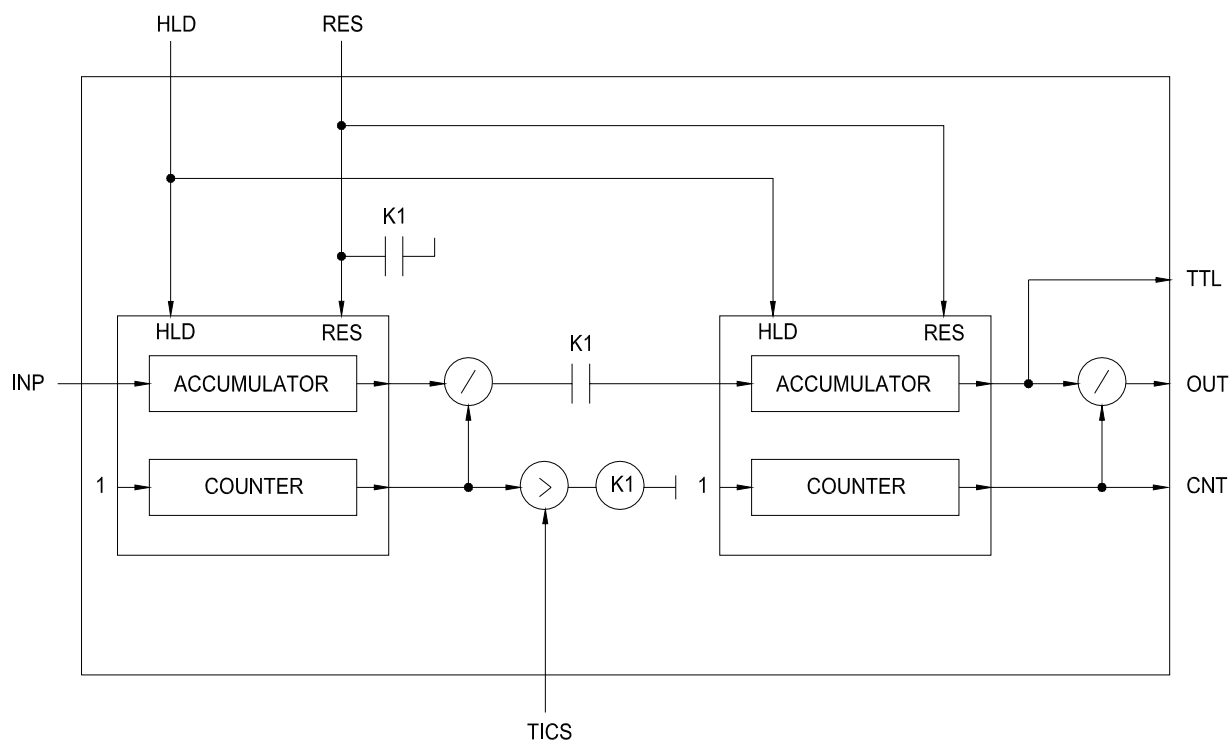 HLD
RES
K1
TTL
HLD
RES
HLD
RES
K1
INP
ACCUMULATOR
/
ACCUMULATOR
/
OUT
1
COUNTER
>
K1
1
COUNTER
CNT
TICS